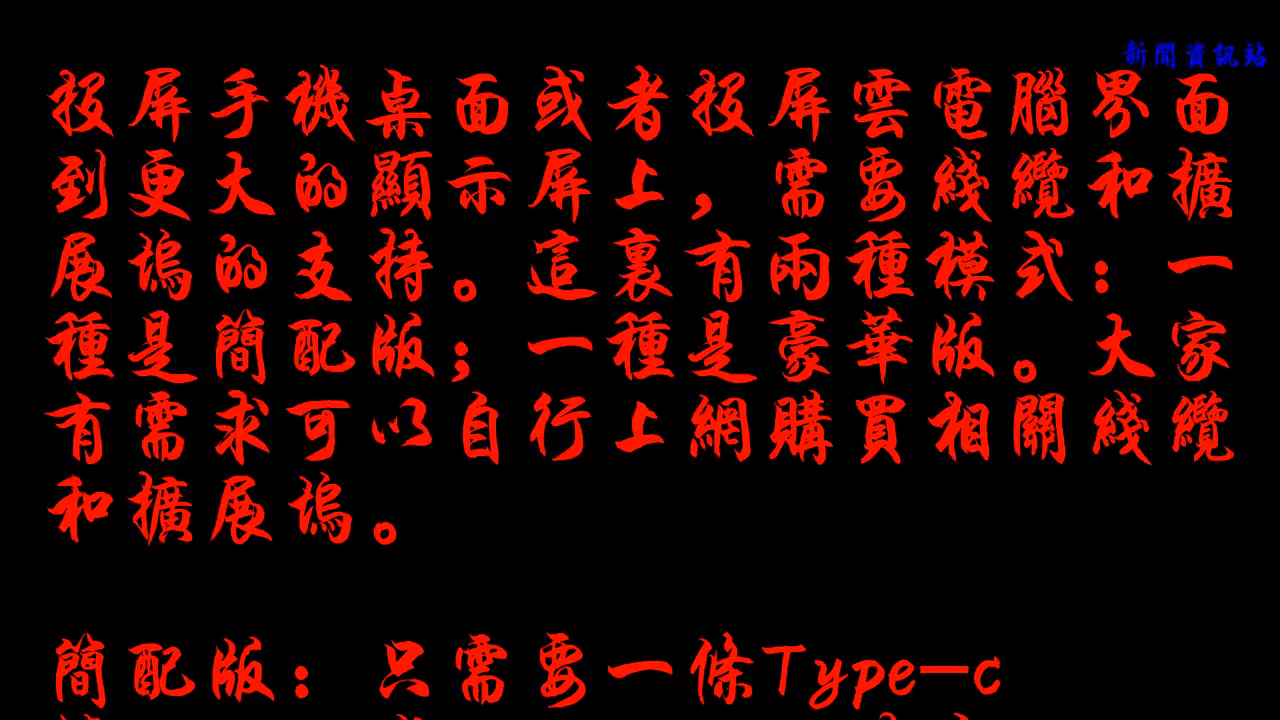 新聞資訊站
投屏手機桌面或者投屏雲電腦界面
到更大的顯示屏上，需要綫纜和擴
展塢的支持。這裏有兩種模式：一
種是簡配版；一種是豪華版。大家
有需求可以自行上網購買相關綫纜
和擴展塢。
簡配版：只需要一條Type—c